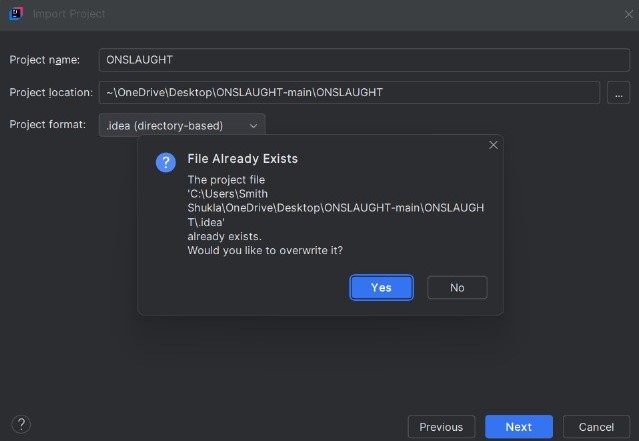 Import Project
Project name:
ONSLAUGHT
Project location:
~\OneDrive\Desktop\ONSLAUGHT-main\ONSLAUGHT
...
Project format:
.idea (directory-based)
File Already Exists
The project file
'C:\Users\Smith
Shukla\OneDrive\Desktop\ONSLAUGHT-main\ONSLAUGH
T\.idea'
already exists.
Would you like to overwrite it?
Yes
No
?
Previous
Next
Cancel